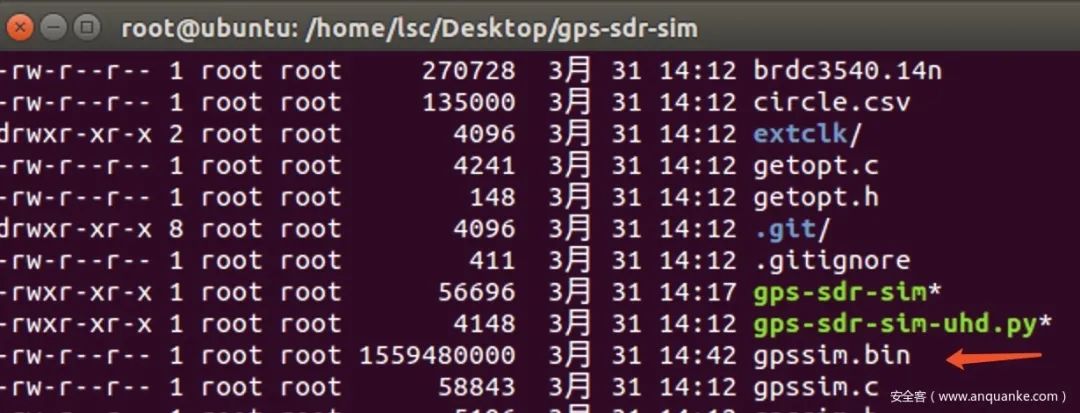 root@ubuntu: /home/lsc/Desktop/gps-sdr-sim
-rw-r--r-- 1 root root 270728 3月 31 14:12 brdc3540.14n
-rw-r--r-- 1 root root 135000 3月 31 14:12 circle.csv
drwxr-xr-x 2 root root 4096 3月 31 14:12 extclk/
-rw-r--r-- 1 root root 4241 3月 31 14:12 getopt.c
-rw-r--r-- 1 root root 148 3月 31 14:12 getopt.h
drwxr-xr-x 8 root root 4096 3月 31 14:12 .git/
-rw-r--r-- 1 root root 411 3月 31 14:12 .gitignore
-rwxr-xr-x 1 root root 56696 3月 31 14:17 gps-sdr-sim*
-rwxr-xr-x 1 root root 4148 3月 31 14:12 gps-sdr-sim-uhd.py*
-rw-r--r-- 1 root root 1559480000 3月 31 14:42 gpssim.bin
-rw-r--r-- 1 root root 58843 3月 31 14:12 gpssim.c
安全客（www.anquanke.com）